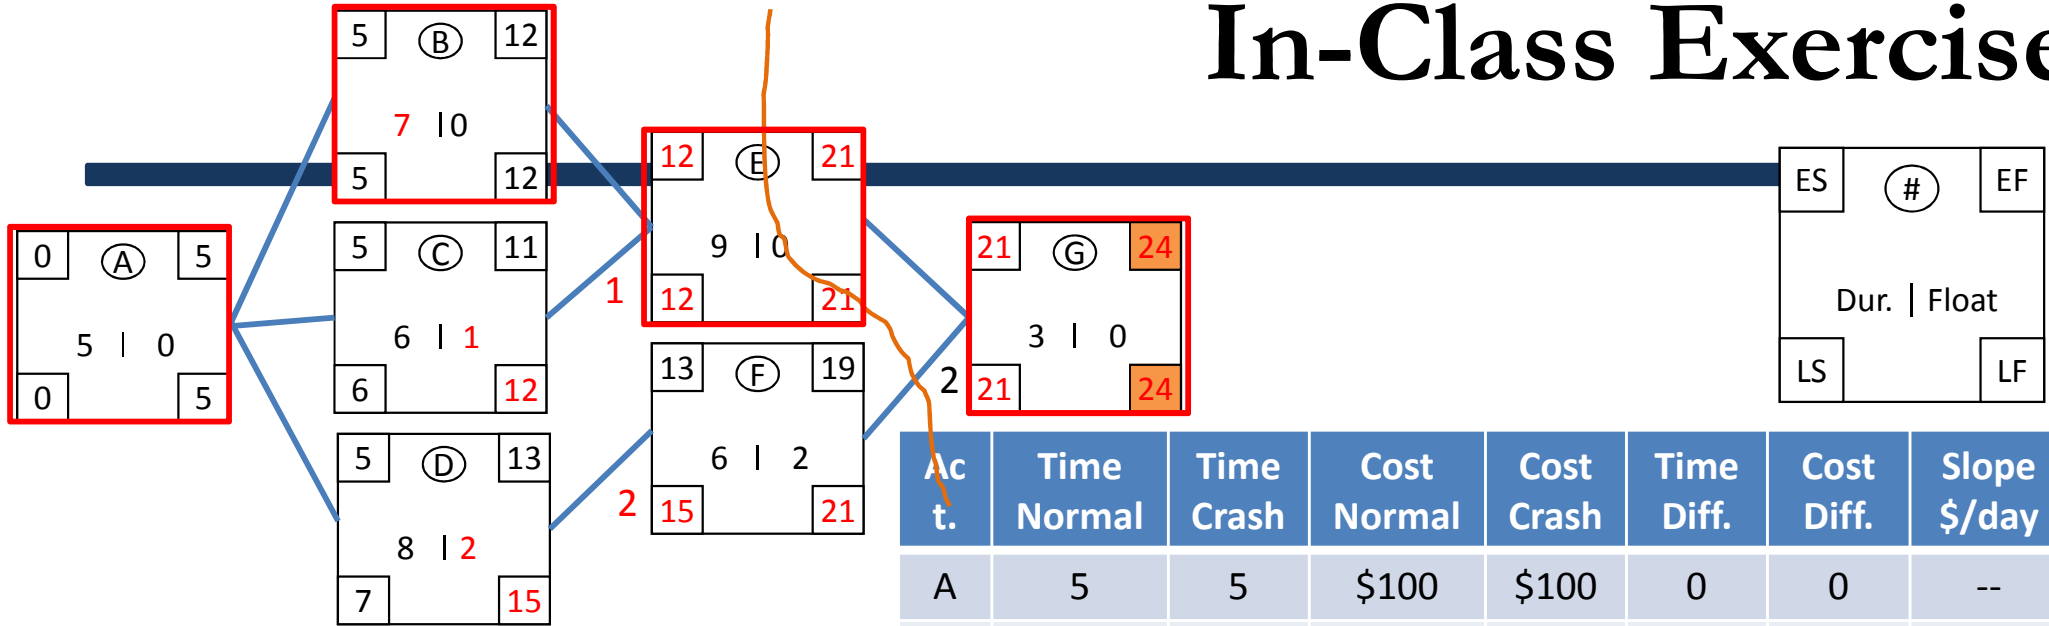 In-Class Exercise
5 B 12
7 | 0
5 12
0 A 5
5 | 0
0 5
5 C 11
6 | 1
6 12
5 D 13
8 | 2
7 15
1
2
12 E 21
9 | 0
12 21
13 F 19
6 | 2
15 21
2
21 G 24
3 | 0
21 24
ES # EF
Dur. | Float
LS LF
Ac t. Time Normal Time Crash Cost Normal Cost Crash Time Diff. Cost Diff. Slope $/day
A 5 5 $100 $100 0 0 --